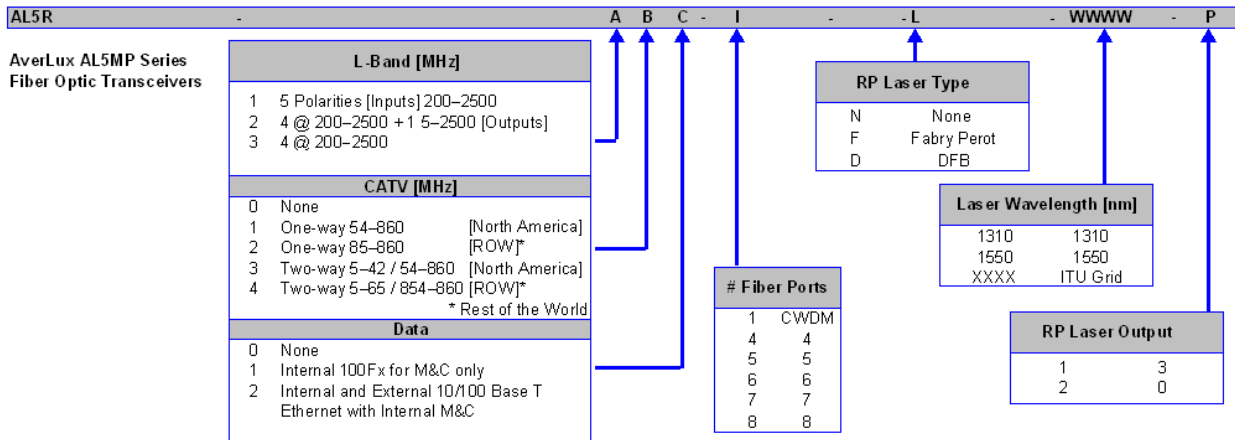 AL5R - A B C - I - - L - WWWW - P
AverLux AL5MP Series
Fiber Optic Transceivers
L-Band [MHz]
1 5 Polarities [Inputs] 200–2500
2 4 @ 200–2500 + 1 5–2500 [Outputs]
3 4 @ 200–2500
CATV [MHz]
0 None
1 One-way 54–860 [North America]
2 One-way 85–860 [ROW]*
3 Two-way 5–42 / 54–860 [North America]
4 Two-way 5–65 / 854–860 [ROW]*
* Rest of the World
Data
0 None
1 Internal 100Fx for M&C only
2 Internal and External 10/100 Base T
Ethernet with Internal M&C
# Fiber Ports
1 CWDM
4 4
5 5
6 6
7 7
8 8
RP Laser Type
N None
F Fabry Perot
D DFB
Laser Wavelength [nm]
1310 1310
1550 1550
XXXX ITU Grid
RP Laser Output
1 3
2 0